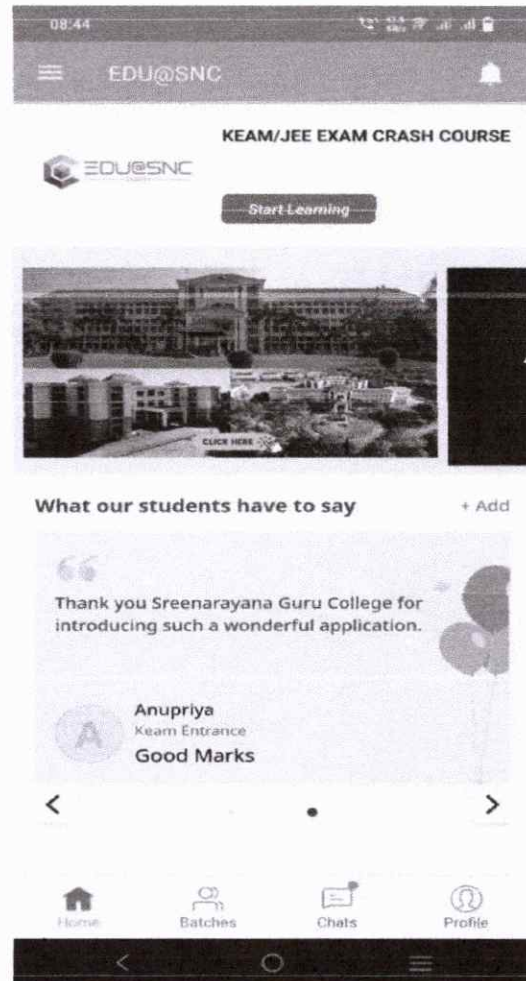 08:44
EDU@SNC
KEAM/JEE EXAM CRASH COURSE
EDU@SNC
Start Learning
CLICK HERE
What our students have to say
+ Add
Thank you Sreenarayana Guru College for
introducing such a wonderful application.
A
Anupriya
Keam Entrance
Good Marks
Home
Batches
Chats
Profile